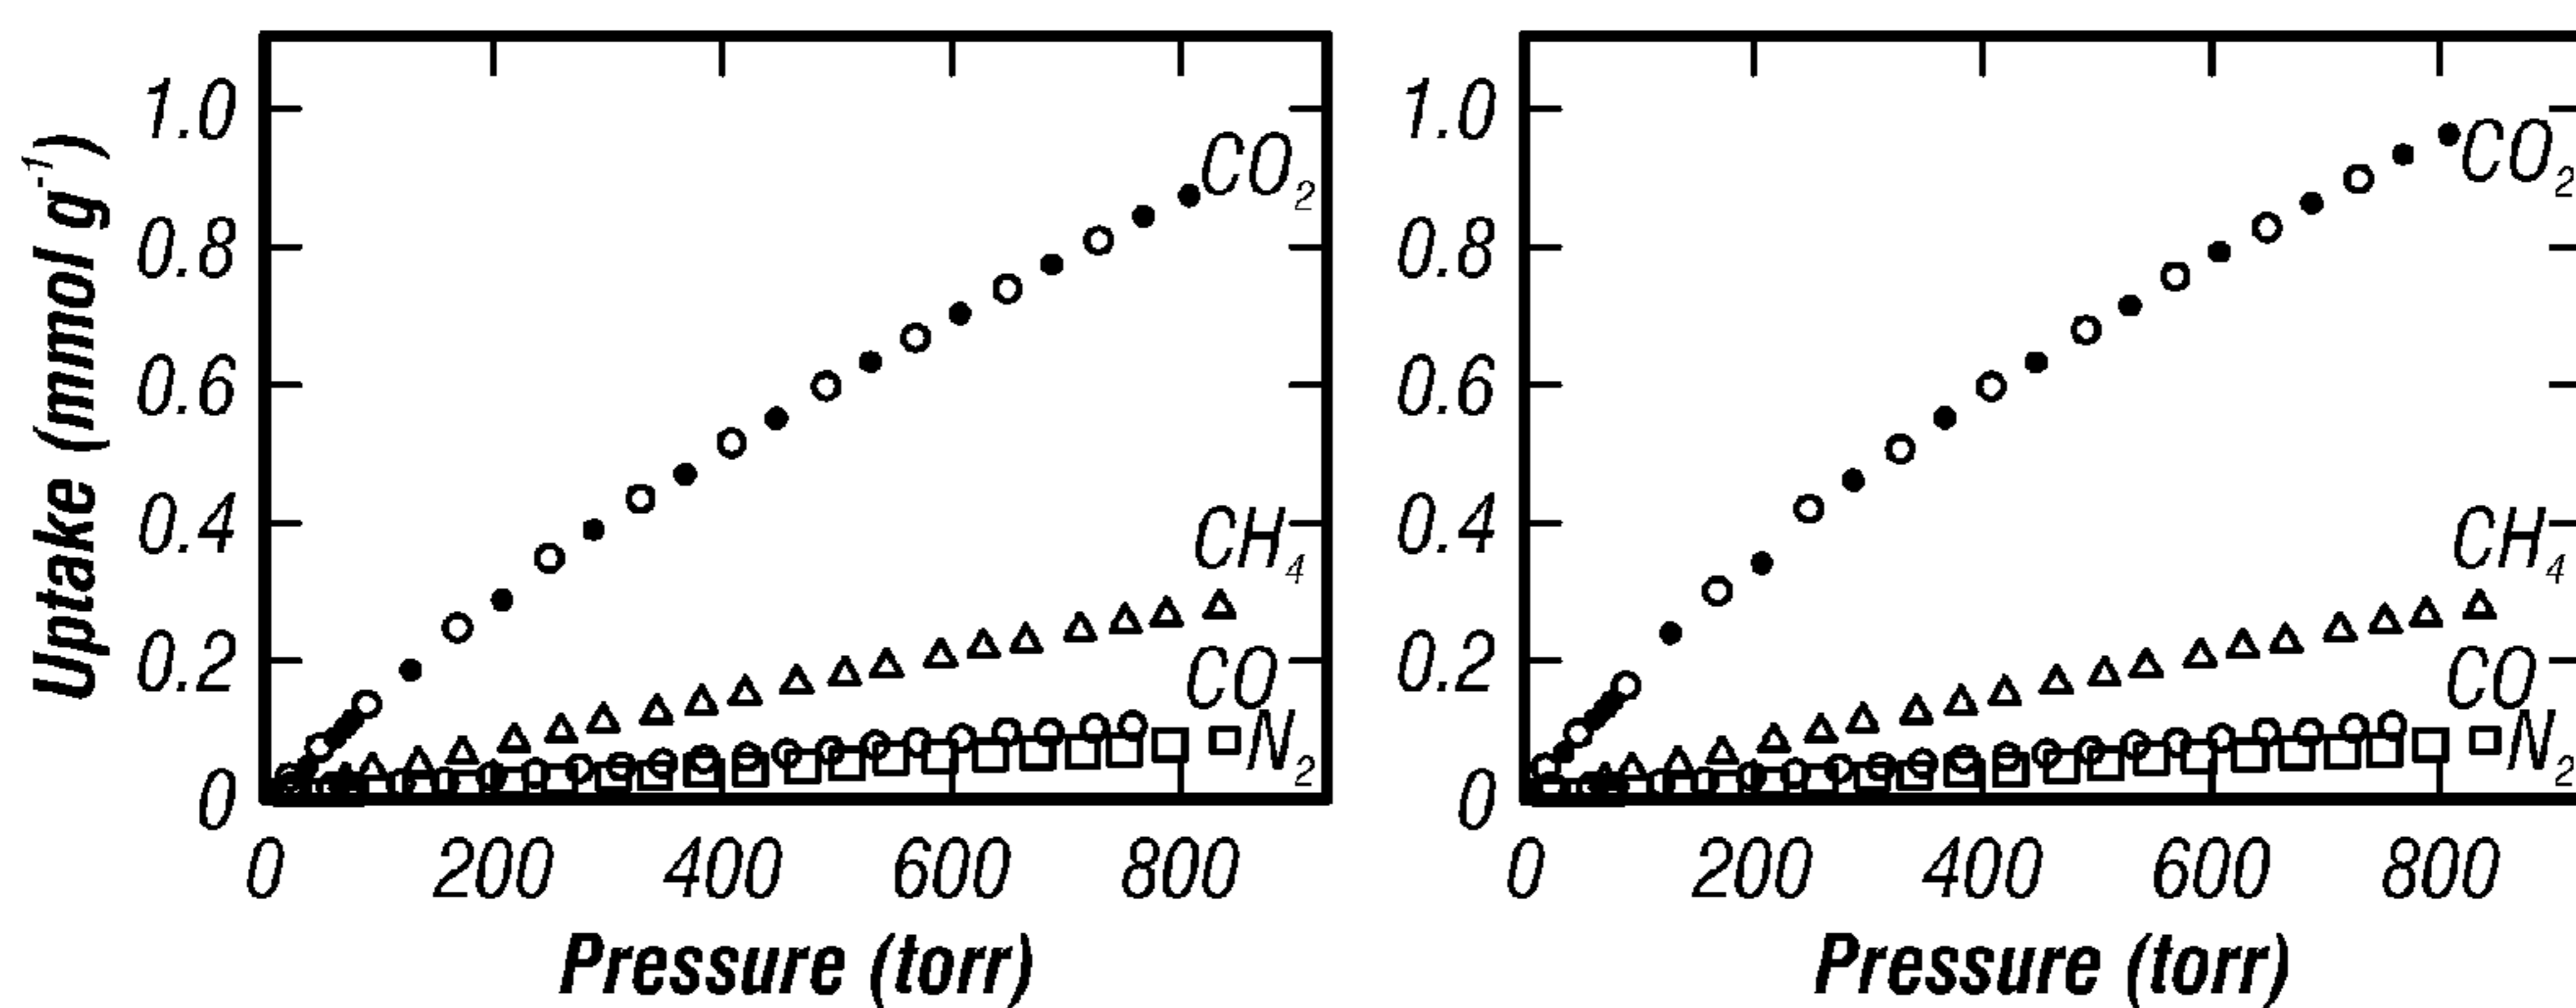 Uptake (mmol g⁻¹)
1.0
0.8
0.6
0.4
0.2
0
CO₂
CH₄
CO
N₂
0 200 400 600 800
Pressure (torr)
1.0
0.8
0.6
0.4
0.2
0
CO₂
CH₄
CO
N₂
0 200 400 600 800
Pressure (torr)